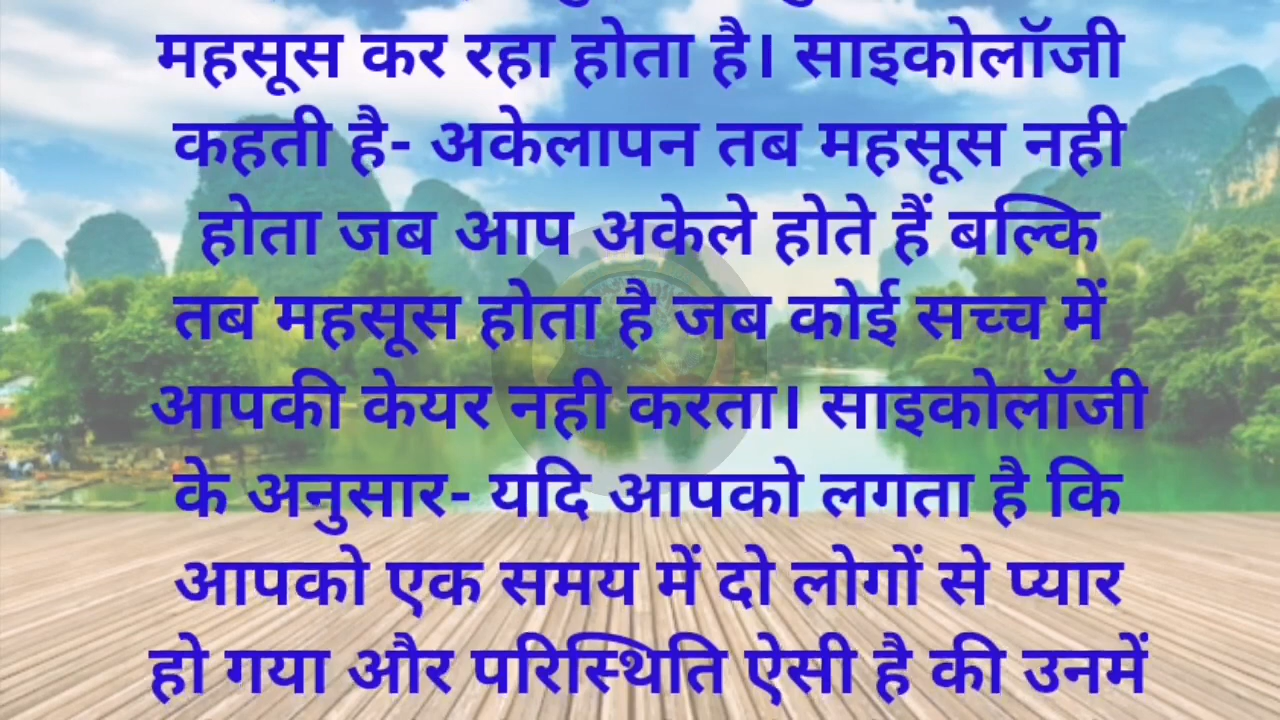 महसूस कर रहा होता है। साइकोलॉजी
कहती है- अकेलापन तब महसूस नही
होता जब आप अकेले होते हैं बल्कि
तब महसूस होता है जब कोई सच्च में
आपकी केयर नही करता। साइकोलॉजी
के अनुसार- यदि आपको लगता है कि
आपको एक समय में दो लोगों से प्यार
हो गया और परिस्थिति ऐसी है की उनमें